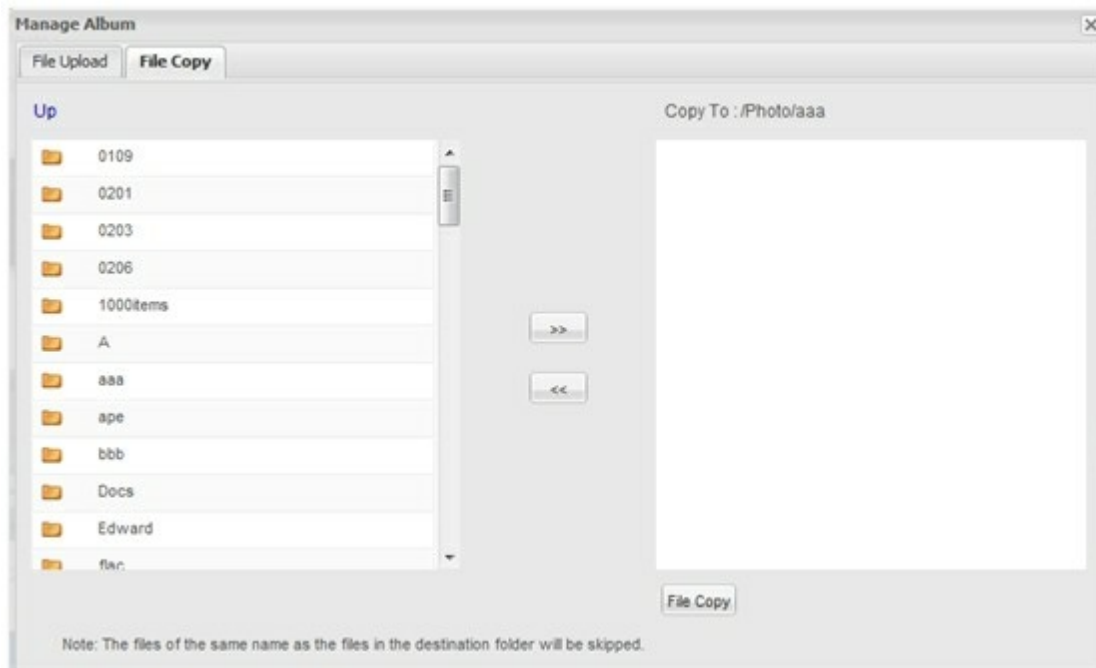 Manage Album
File Upload File Copy
Up
Copy To : /Photo/aaa
0109
0201
0203
0206
1000items
A
aaa
ape
bbb
Docs
Edward
flac
>>
<<
File Copy
Note: The files of the same name as the files in the destination folder will be skipped.